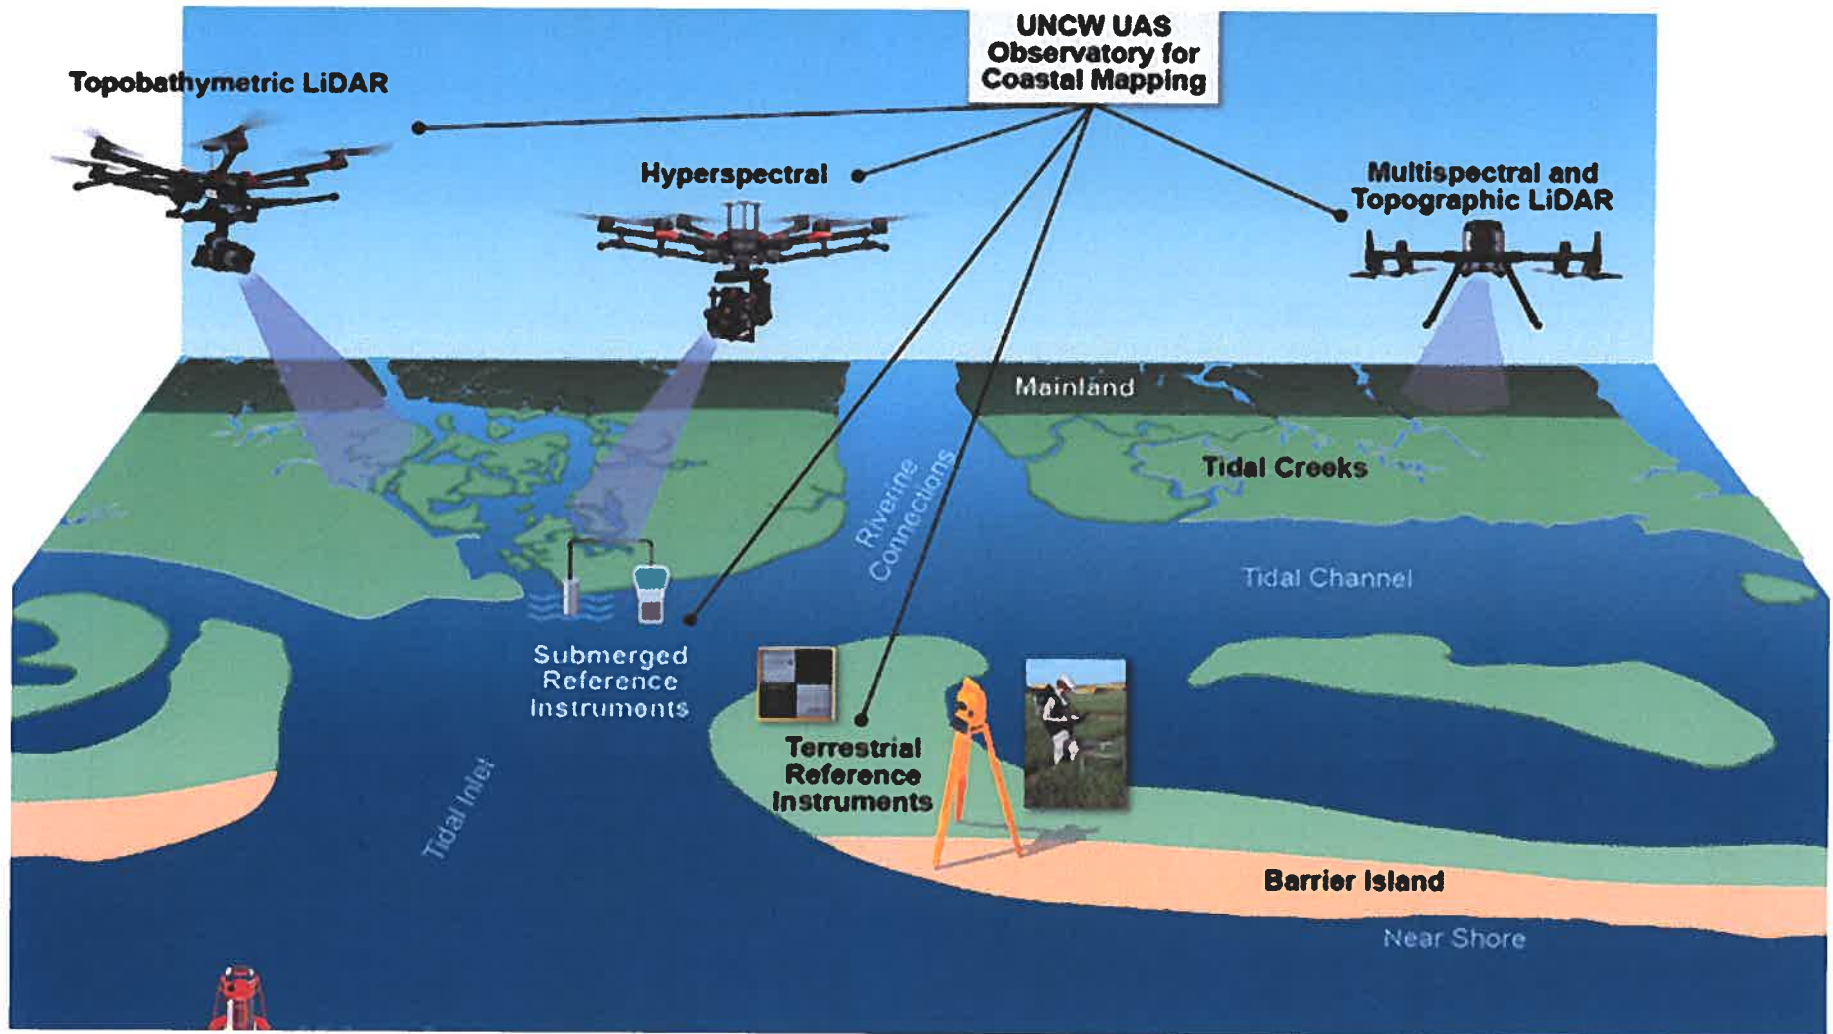 UNCW UAS
Observatory for
Coastal Mapping
Topobathymetric LiDAR
Hyperspectral
Multispectral and
Topographic LiDAR
Mainland
Tidal Creeks
Riverine
Connections
Tidal Channel
Submerged
Reference
Instruments
Terrestrial
Reference
Instruments
Tidal Inlet
Barrier Island
Near Shore